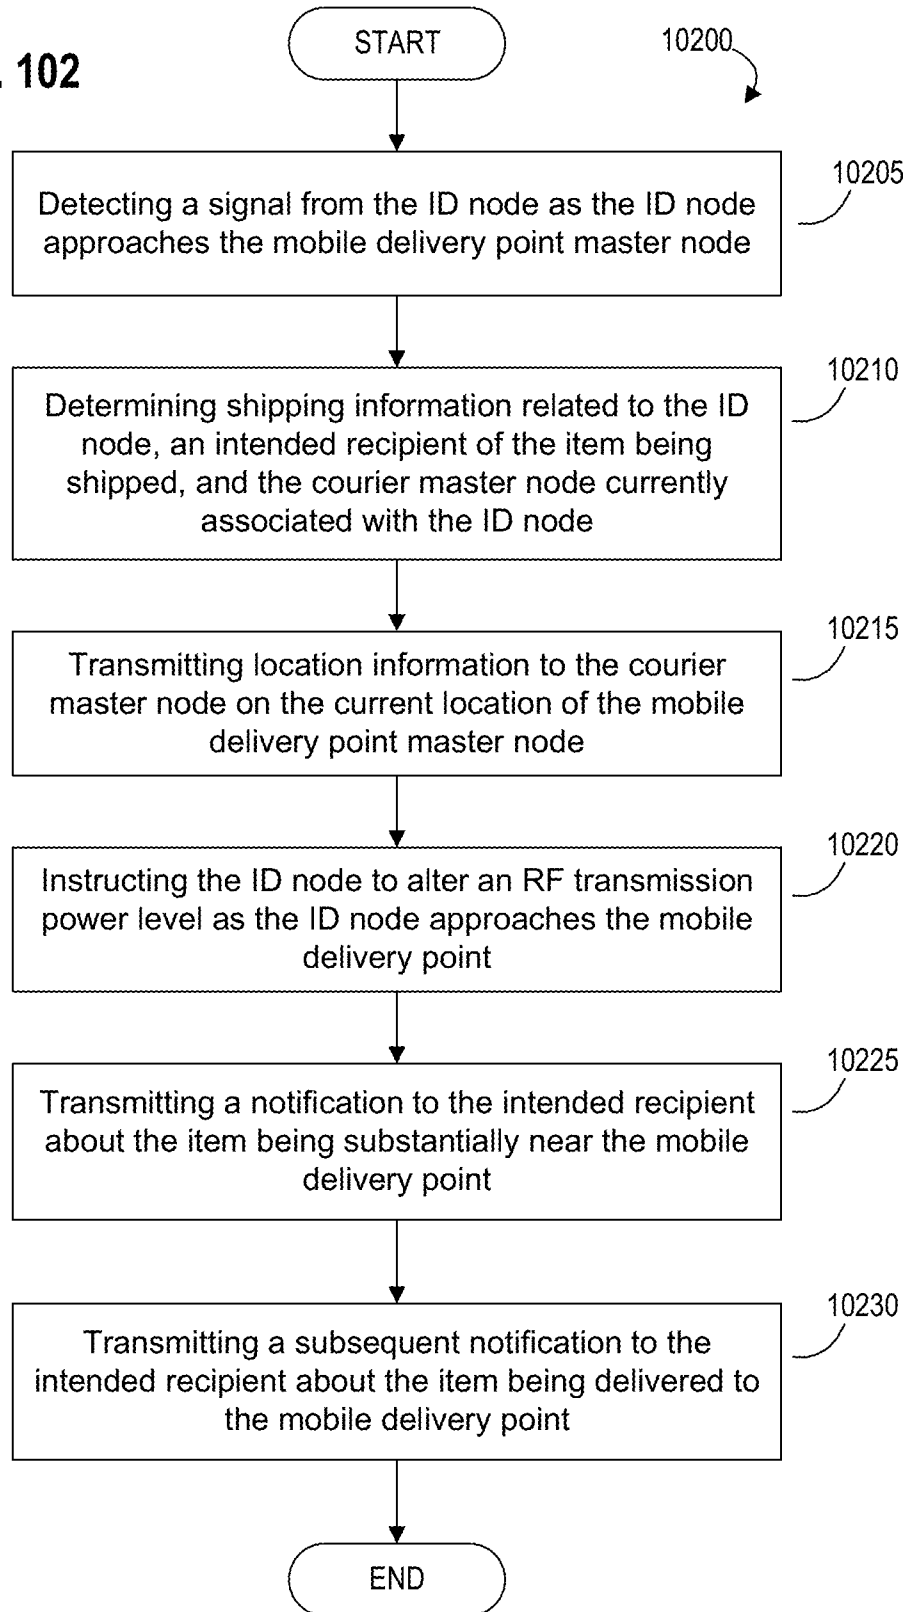 START
10200
. 102
10205
Detecting a signal from the ID node as the ID node
approaches the mobile delivery point master node
10210
Determining shipping information related to the ID
node, an intended recipient of the item being
shipped, and the courier master node currently
associated with the ID node
10215
Transmitting location information to the courier
master node on the current location of the mobile
delivery point master node
10220
Instructing the ID node to alter an RF transmission
power level as the ID node approaches the mobile
delivery point
10225
Transmitting a notification to the intended recipient
about the item being substantially near the mobile
delivery point
10230
Transmitting a subsequent notification to the
intended recipient about the item being delivered to
the mobile delivery point
END